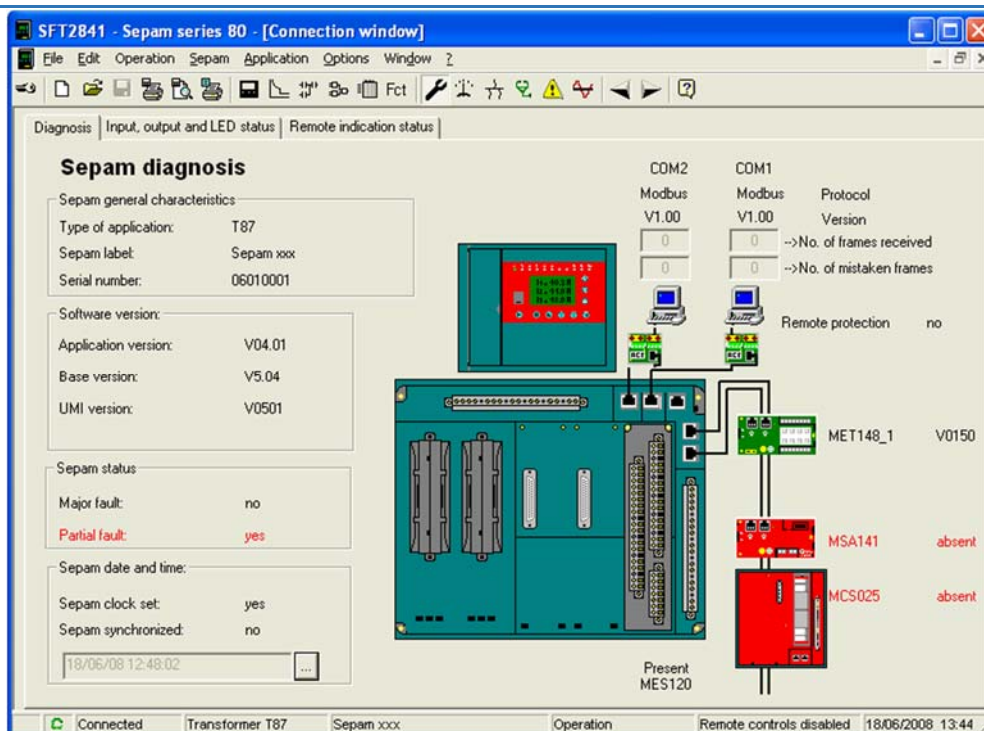 SFT2841 - Sepam series 80 - [Connection window]
File Edit Operation Sepam Application Options Window ?
Fct
Diagnosis Input, output and LED status Remote indication status
Sepam diagnosis
Sepam general characteristics
Type of application: T87
Sepam label: Sepam xxx
Serial number: 06010001
Software version:
Application version: V04.01
Base version: V5.04
UMI version: V0501
Sepam status
Major fault: no
Partial fault: yes
Sepam date and time:
Sepam clock set: yes
Sepam synchronized: no
18/06/08 12:48:02 ...
COM2 COM1
Modbus Modbus Protocol
V1.00 V1.00 Version
0 0 -->No. of frames received
0 0 -->No. of mistaken frames
Remote protection no
ACE ACE
MET148_1 V0150
MSA141 absent
MCS025 absent
Present
MES120
Connected Transformer T87 Sepam xxx Operation Remote controls disabled 18/06/2008 13:44